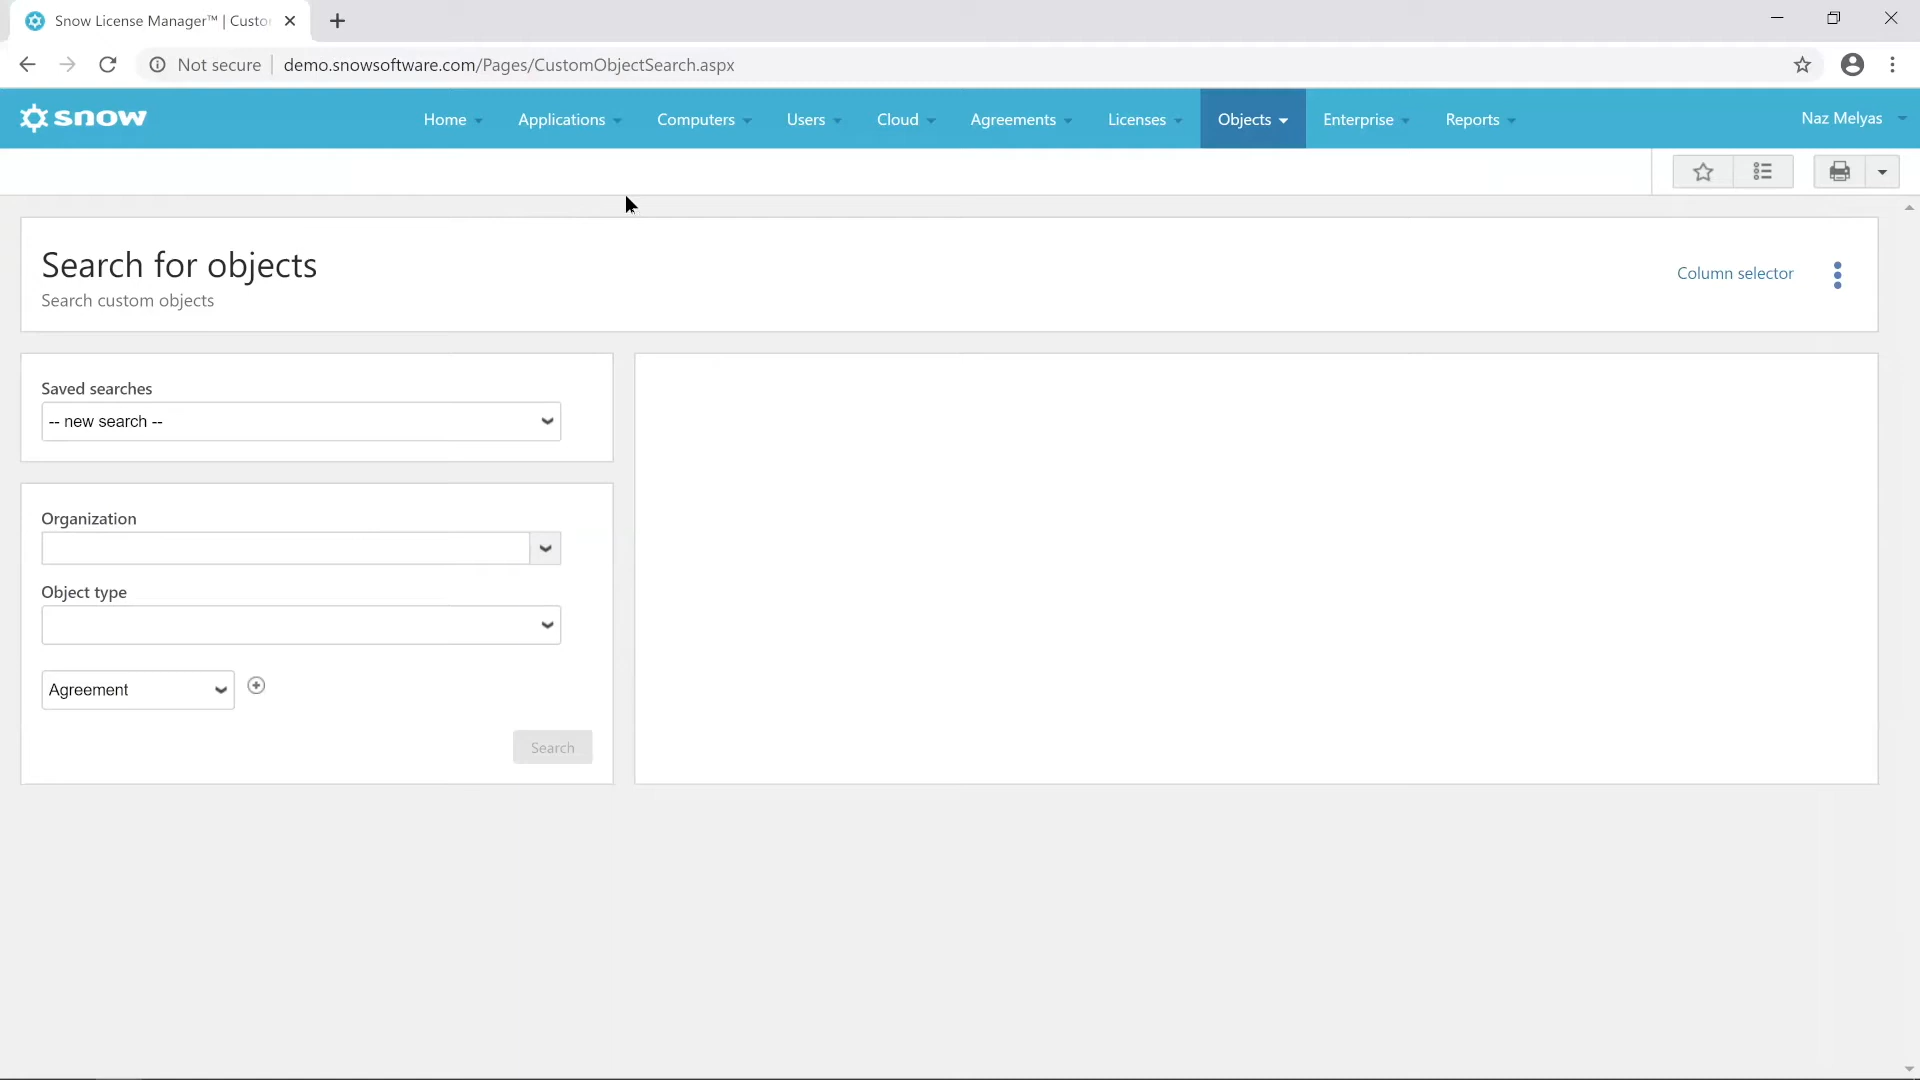 Snow License Manager™ | Custo
Not secure
demo.snowsoftware.com/Pages/CustomObjectSearch.aspx
snow
Home
Applications
Computers
Users
Cloud
Agreements
Licenses
Objects
Enterprise
Reports
Naz Melyas
Search for objects
Column selector
Search custom objects
Saved searches
-- new search --
Organization
Object type
Agreement
Search